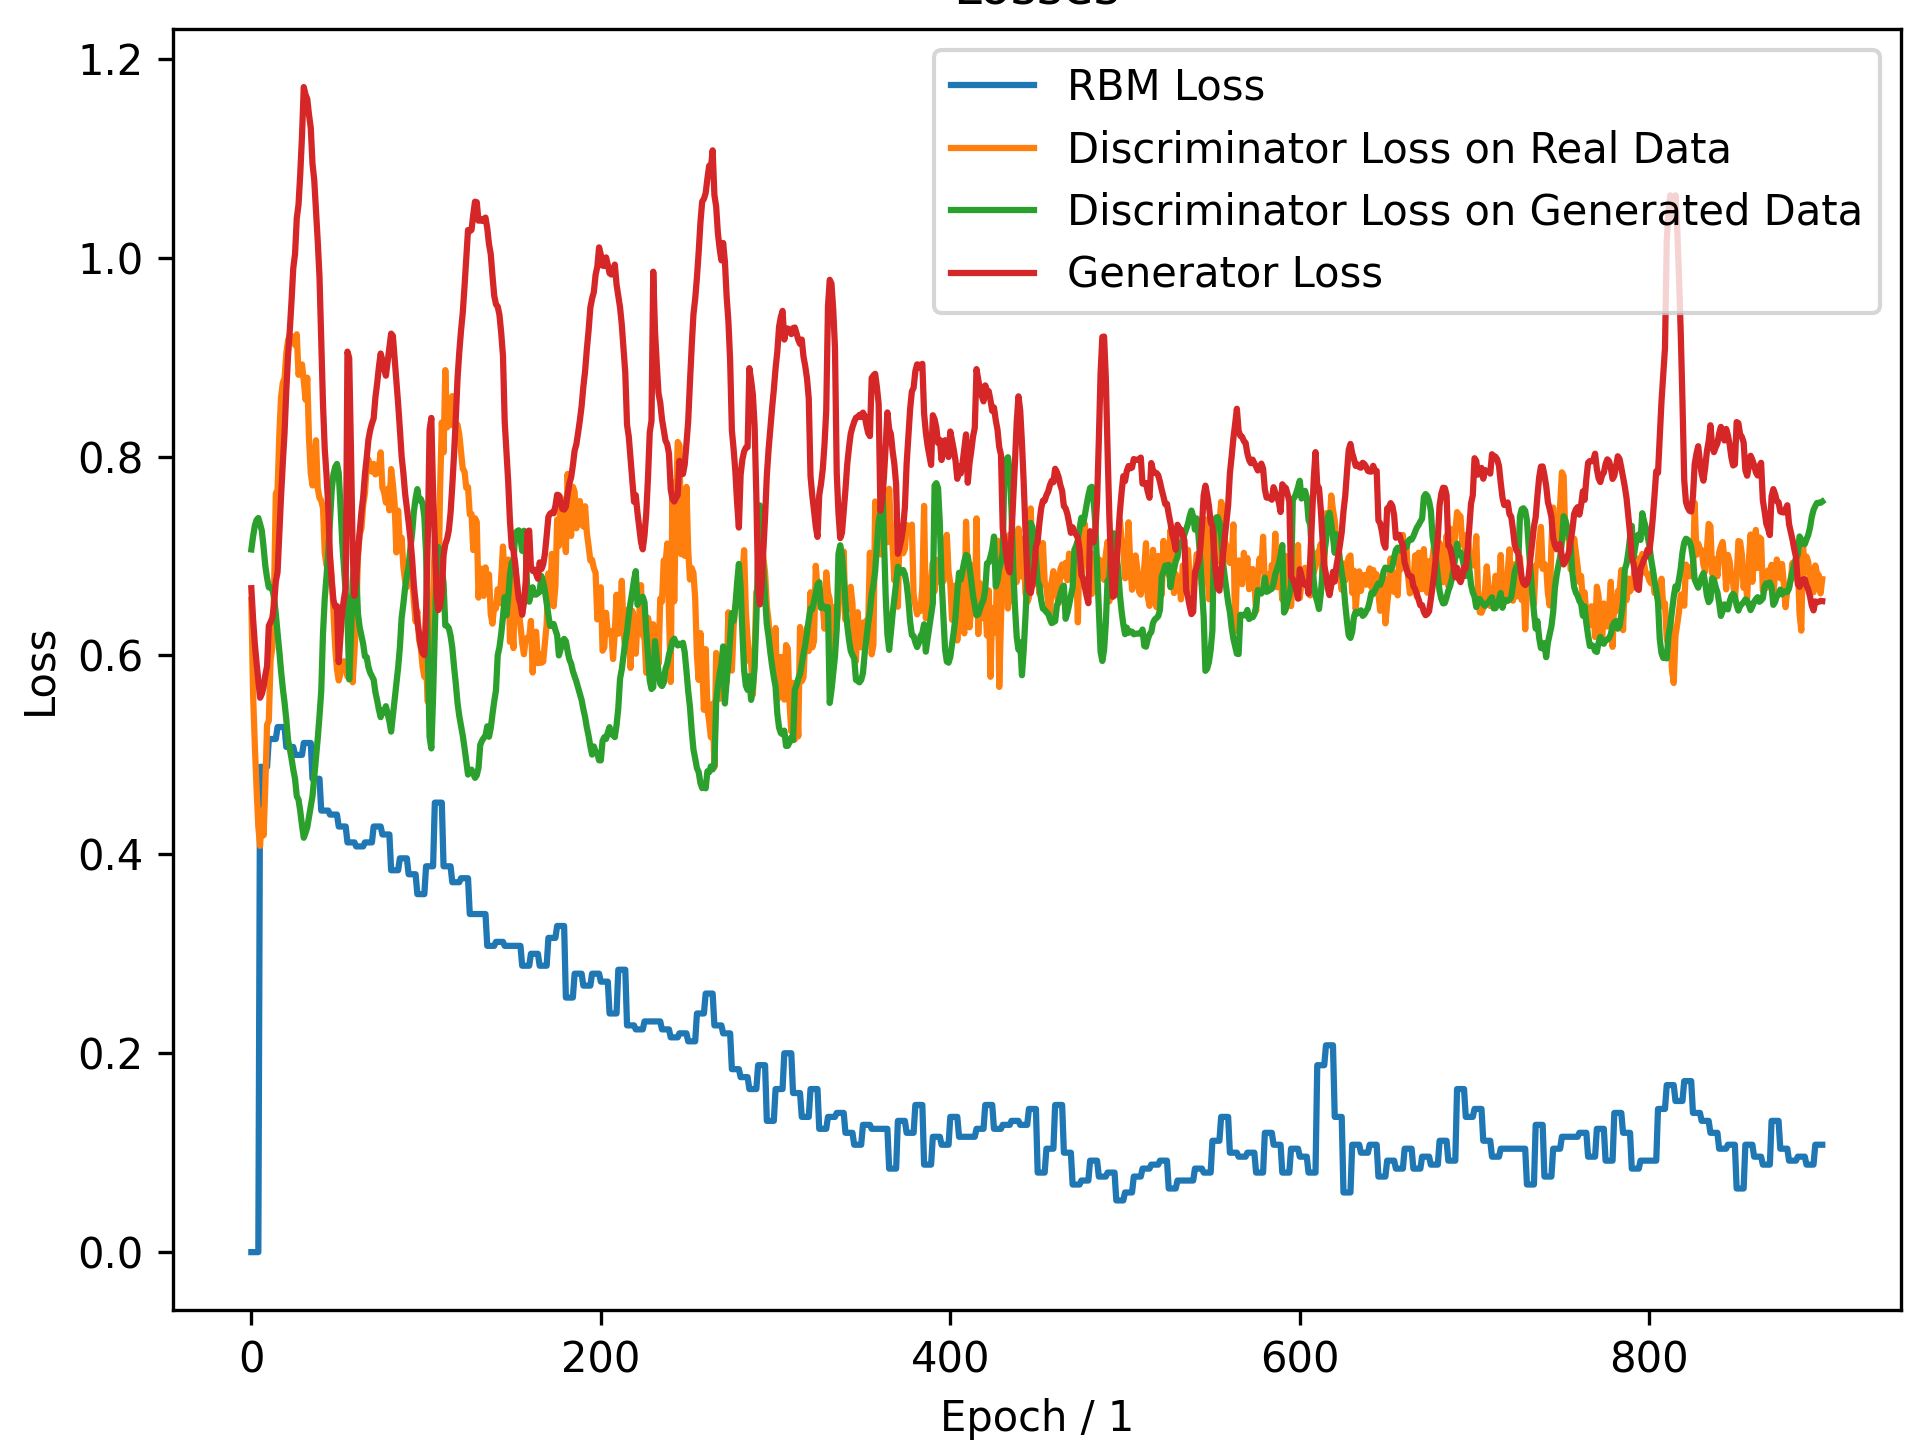 Losses
1.2
1.0
0.8
0.6
0.4
0.2
0.0
Loss
RBM Loss
Discriminator Loss on Real Data
Discriminator Loss on Generated Data
Generator Loss
0 200 400 600 800
Epoch / 1